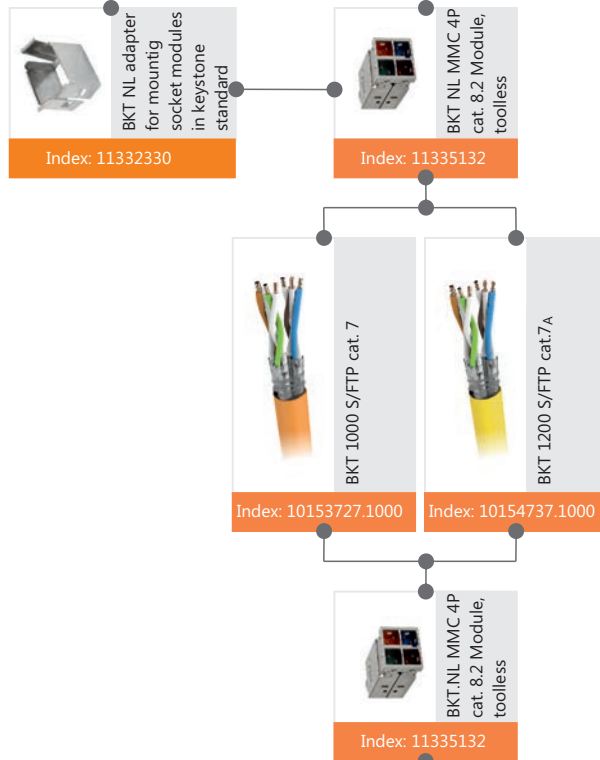 BKT NL adapter
for mountig
socket modules
in keystone
standard
Index: 11332330
BKT NL MMC 4P
cat. 8.2 Module,
toolless
Index: 11335132
BKT 1000 S/FTP cat. 7
Index: 10153727.1000
BKT 1200 S/FTP cat.7A
Index: 10154737.1000
BKT.NL MMC 4P
cat. 8.2 Module,
toolless
Index: 11335132